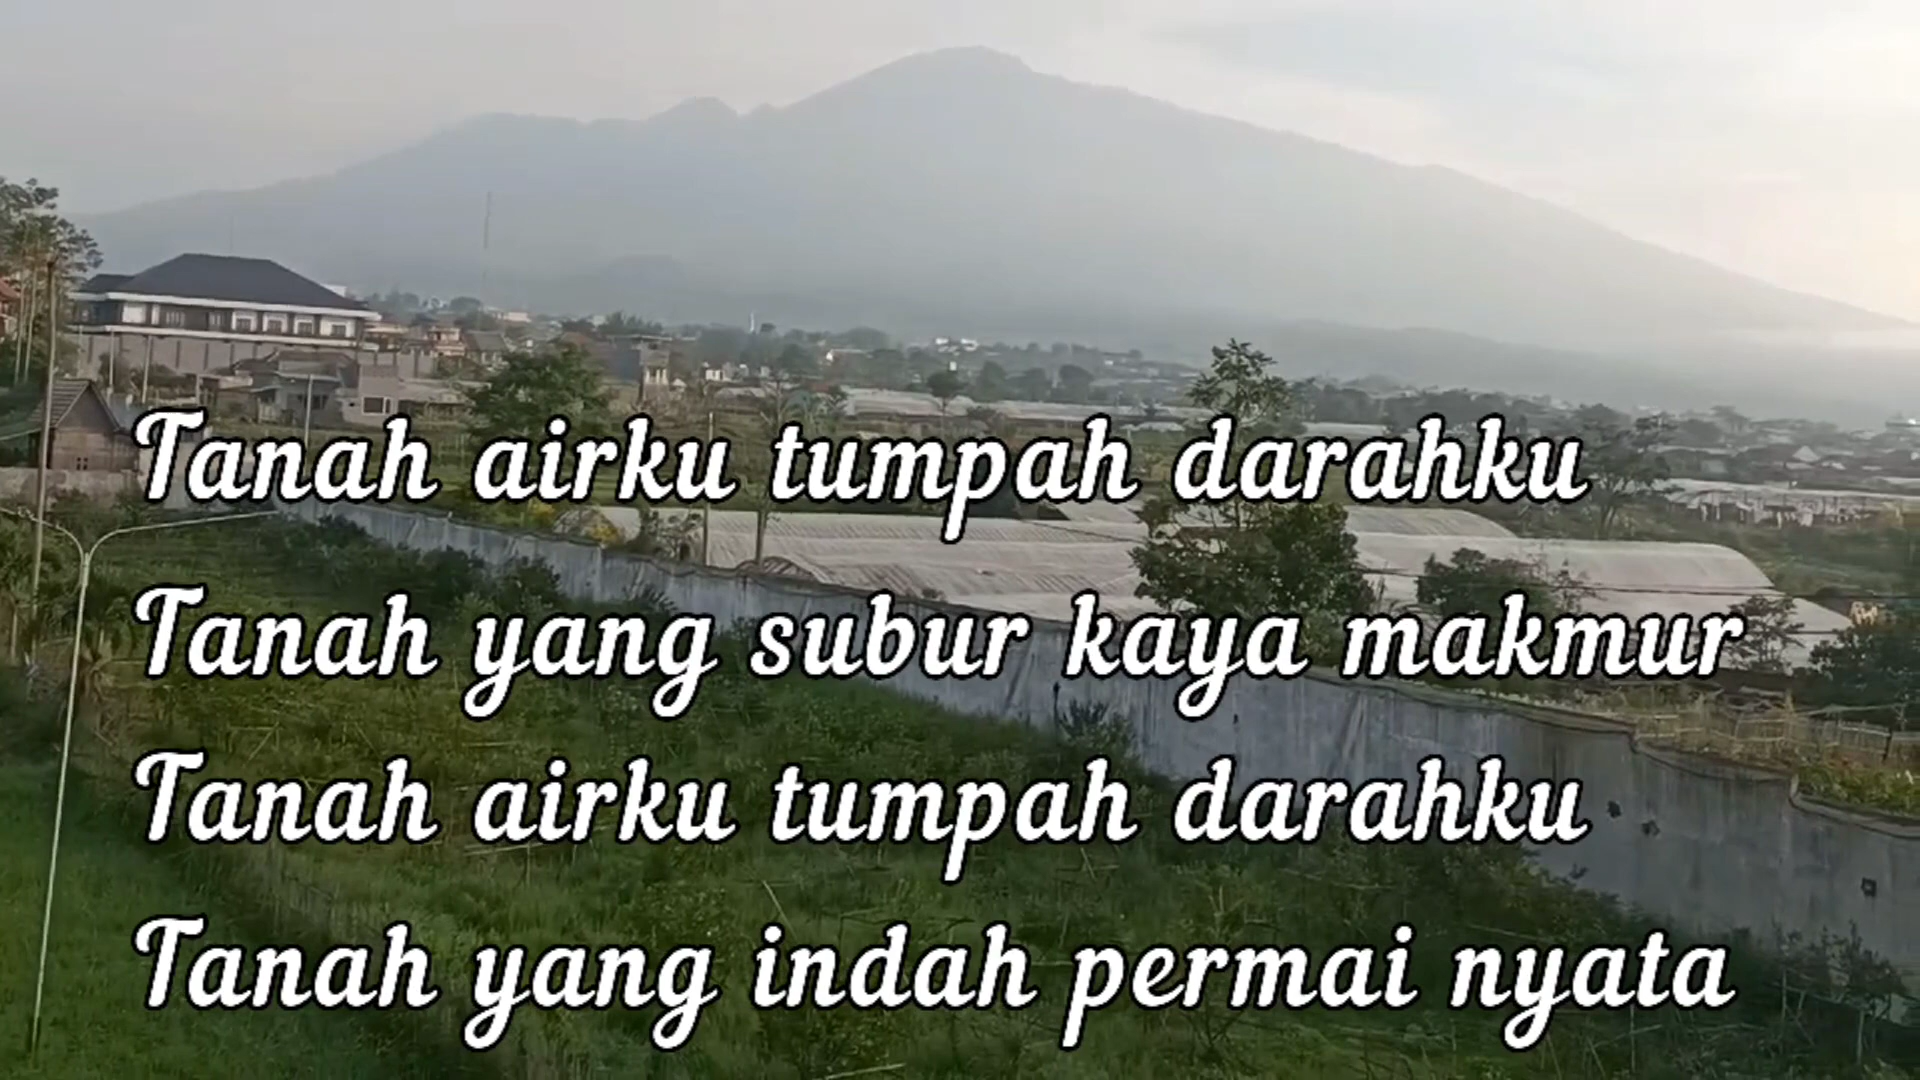 Tanah airku tumpah darahku
Tanah yang subur kaya makmur
Tanah airku tumpah darahku
Tanah yang indah permai nyata